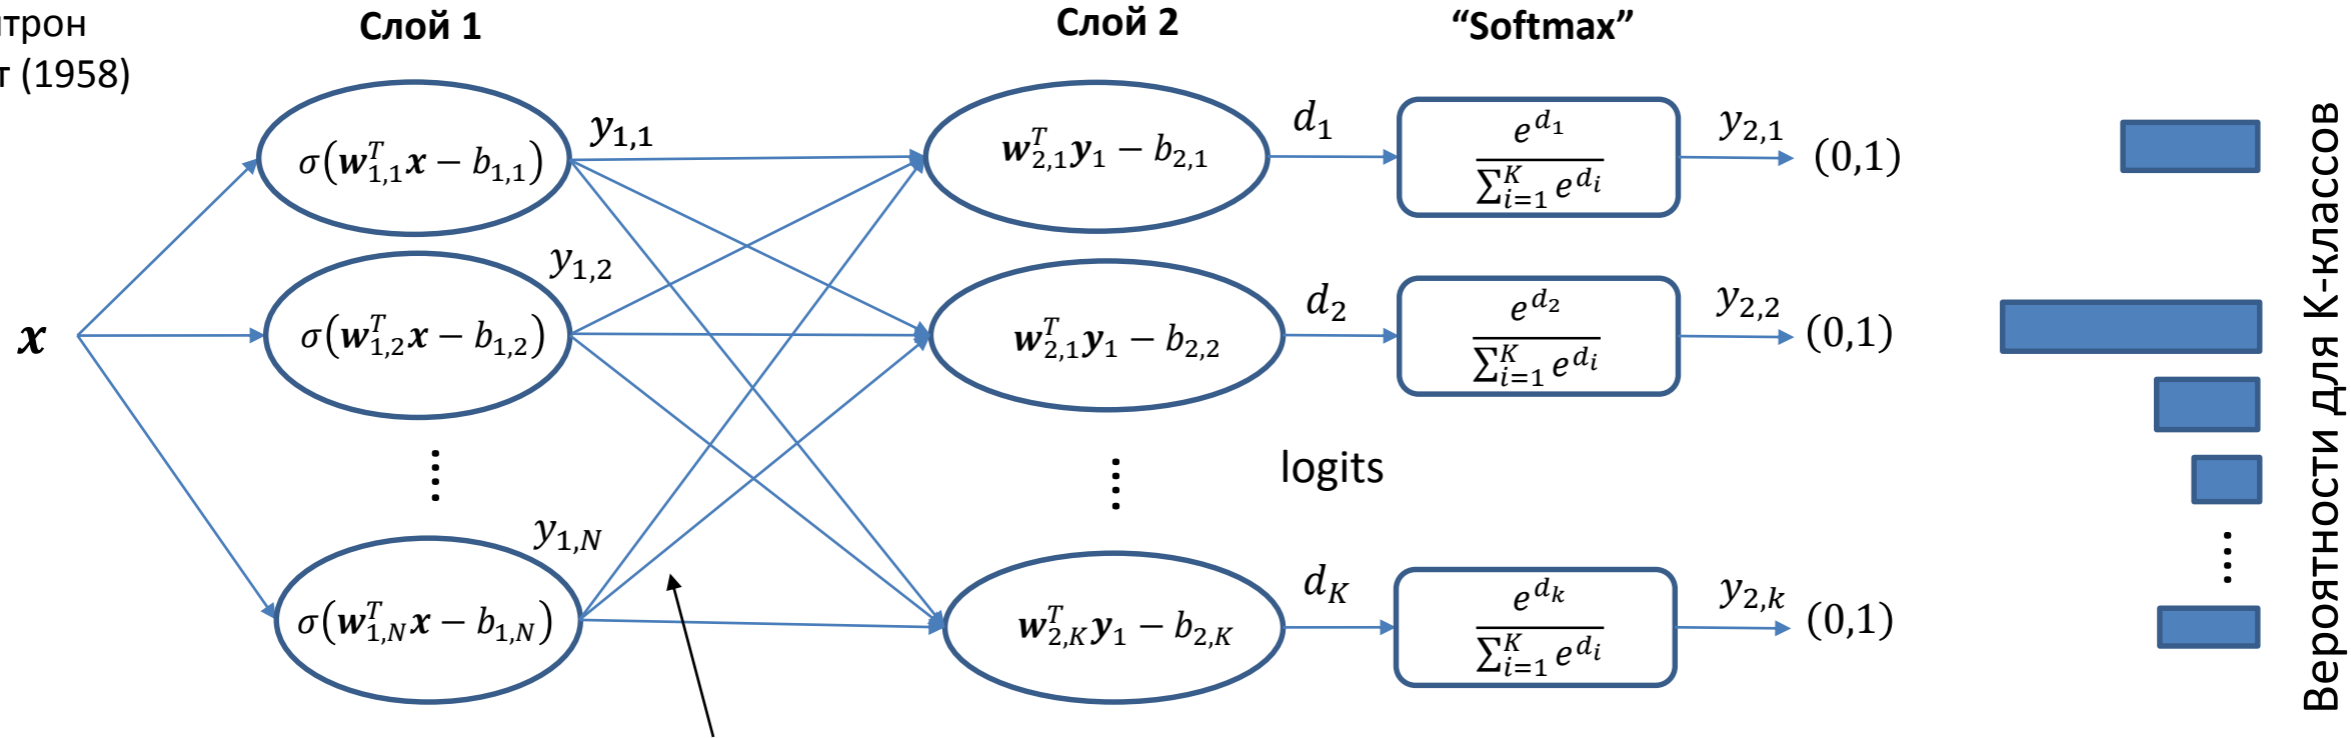 трон
т (1958)
Слой 1
Слой 2
“Softmax”
x
σ(w_{1,1}^T x − b_{1,1})
y_{1,1}
w_{2,1}^T y_1 − b_{2,1}
d_1
e^{d_1} / ∑_{i=1}^K e^{d_i}
y_{2,1}
(0,1)
σ(w_{1,2}^T x − b_{1,2})
y_{1,2}
w_{2,1}^T y_1 − b_{2,2}
d_2
e^{d_2} / ∑_{i=1}^K e^{d_i}
y_{2,2}
(0,1)
logits
σ(w_{1,N}^T x − b_{1,N})
y_{1,N}
w_{2,K}^T y_1 − b_{2,K}
d_K
e^{d_k} / ∑_{i=1}^K e^{d_i}
y_{2,k}
(0,1)
Вероятности для К-классов